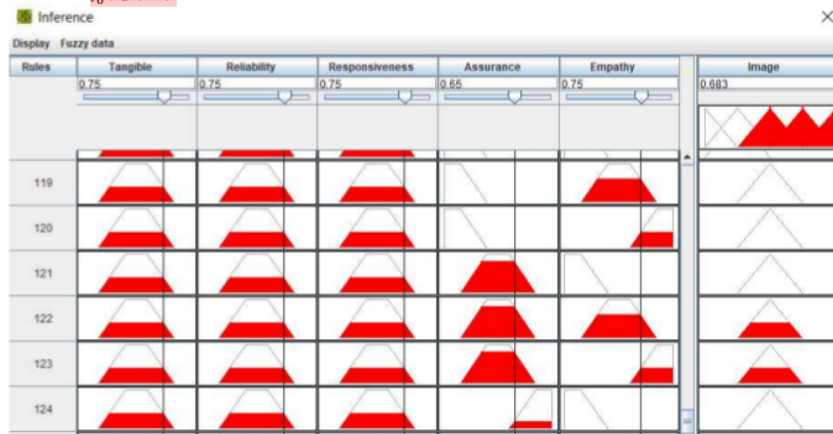 Inference
Display Fuzzy data
Rules Tangible Reliability Responsiveness Assurance Empathy Image
0.75 0.75 0.75 0.65 0.75 0.683
119
120
121
122
123
124